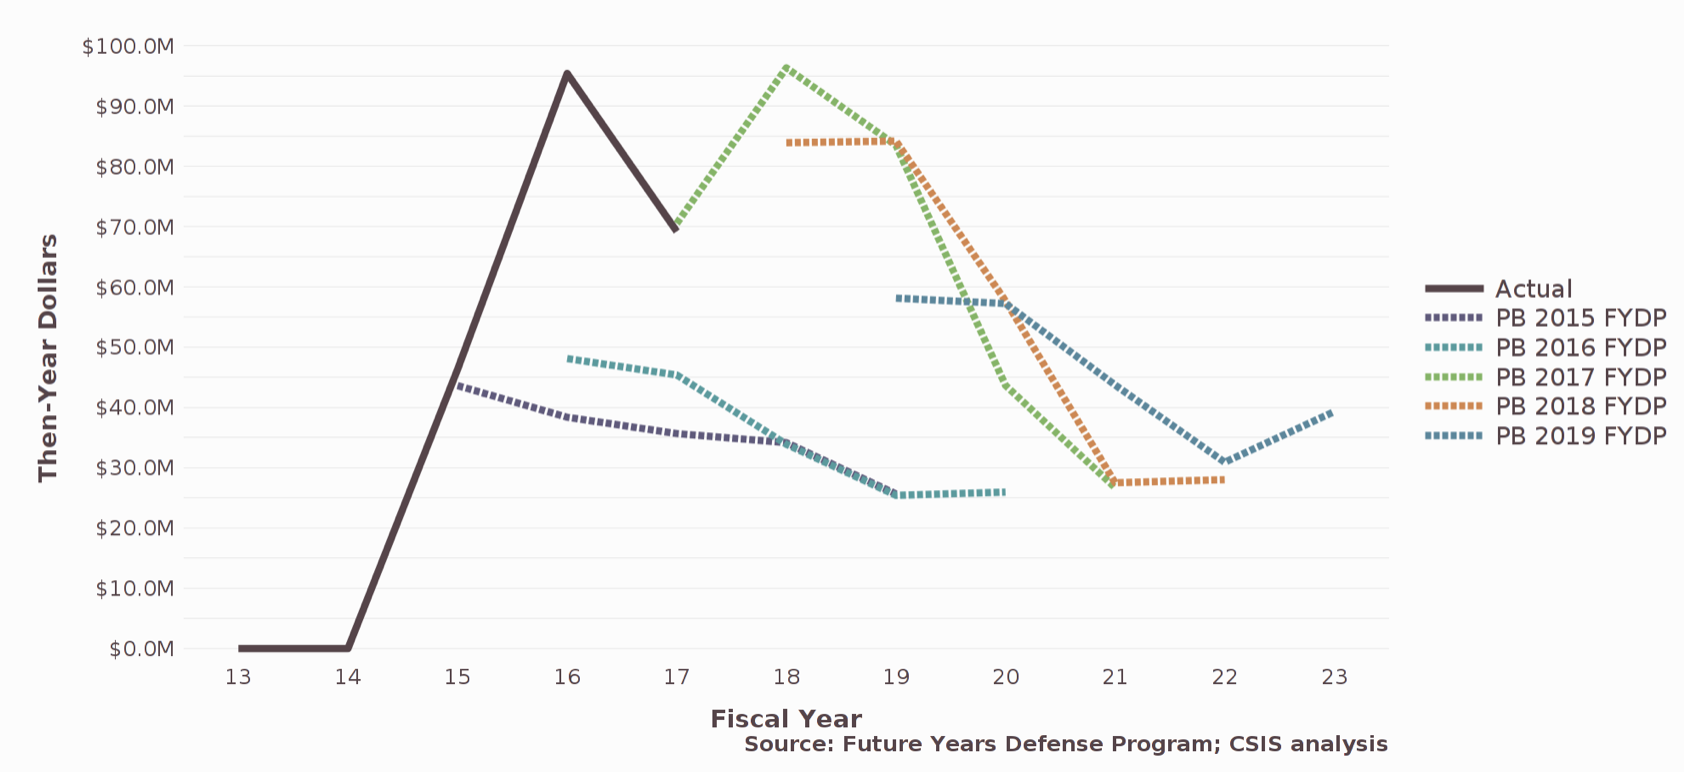 $100.0M
$90.0M
$80.0M
$70.0M
$60.0M
$50.0M
$40.0M
$30.0M
$20.0M
$10.0M
$0.0M
Then-Year Dollars
13 14 15 16 17 18 19 20 21 22 23
Fiscal Year
Source: Future Years Defense Program; CSIS analysis
Actual
PB 2015 FYDP
PB 2016 FYDP
PB 2017 FYDP
PB 2018 FYDP
PB 2019 FYDP